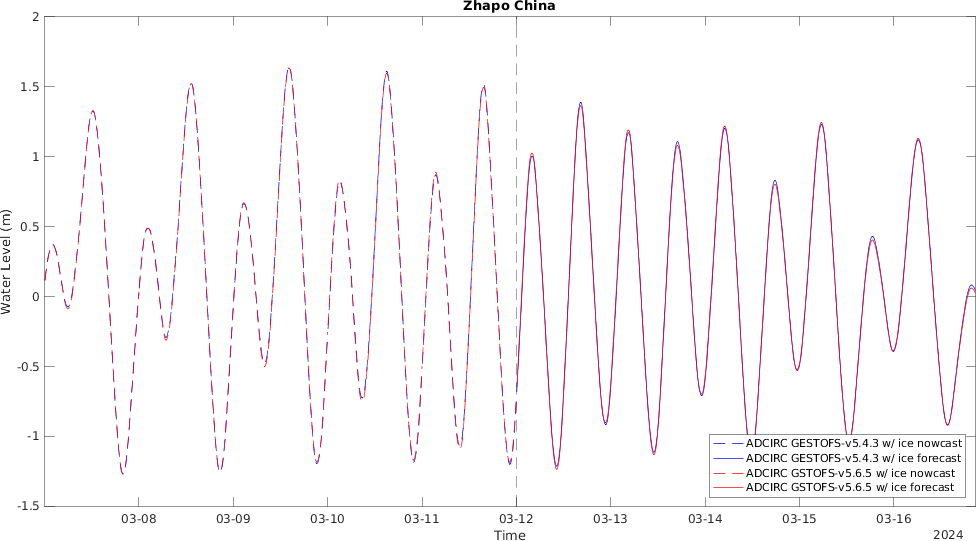 Zhapo China
2
1.5
1
0.5
0
-0.5
-1
-1.5
Water Level (m)
ADCIRC GESTOFS-v5.4.3 w/ ice nowcast
ADCIRC GESTOFS-v5.4.3 w/ ice forecast
ADCIRC GSTOFS-v5.6.5 w/ ice nowcast
ADCIRC GSTOFS-v5.6.5 w/ ice forecast
03-08 03-09 03-10 03-11 03-12 03-13 03-14 03-15 03-16
Time
2024